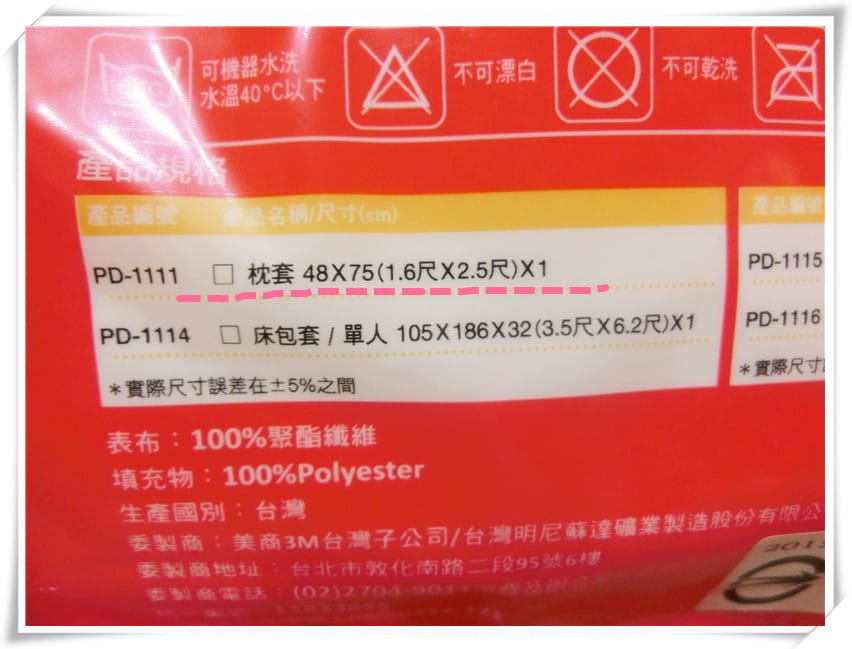 可機器水洗
水溫40°C以下
不可漂白
不可乾洗
產品規格
產品編號 產品名稱/尺寸(cm)
PD-1111 □ 枕套 48X75(1.6尺X2.5尺)X1
PD-1114 □ 床包套 / 單人 105X186X32(3.5尺X6.2尺)X1
*實際尺寸誤差在±5%之間
產品編號
PD-1115
PD-1116
*實際尺寸
表布：100%聚酯纖維
填充物：100%Polyester
生產國別：台灣
委製商：美商3M台灣子公司/台灣明尼蘇達礦業製造股份有限公
委製商地址：台北市敦化南路二段95號6樓
委製商電話：(02)2704-9011